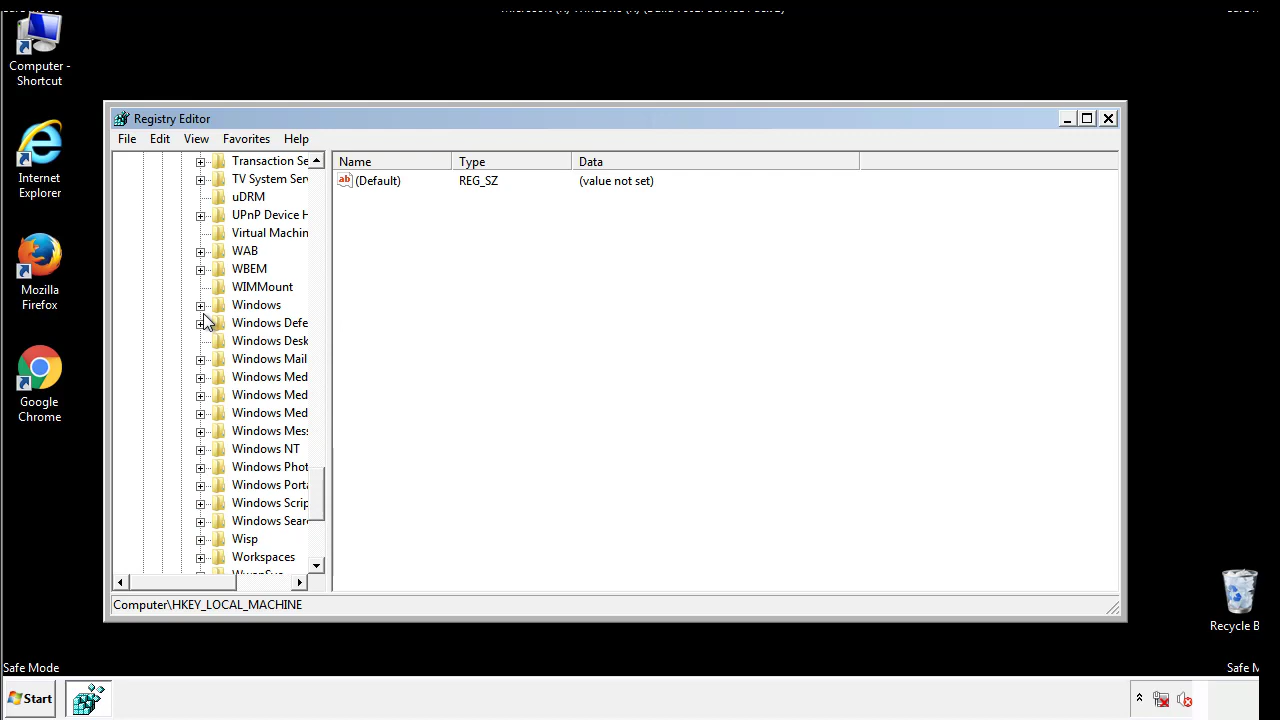 Computer -
Shortcut
Internet
Explorer
Mozilla
Firefox
Google
Chrome
Registry Editor
File Edit View Favorites Help
Transaction Se
TV System Serv
uDRM
UPnP Device H
Virtual Machin
WAB
WBEM
WIMMount
Windows
Windows Defe
Windows Desk
Windows Mail
Windows Med
Windows Med
Windows Med
Windows Mess
Windows NT
Windows Phot
Windows Porta
Windows Scrip
Windows Sear
Wisp
Workspaces
Name Type Data
ab (Default) REG_SZ (value not set)
Computer\HKEY_LOCAL_MACHINE
Recycle B
Safe Mode
Safe M
Start